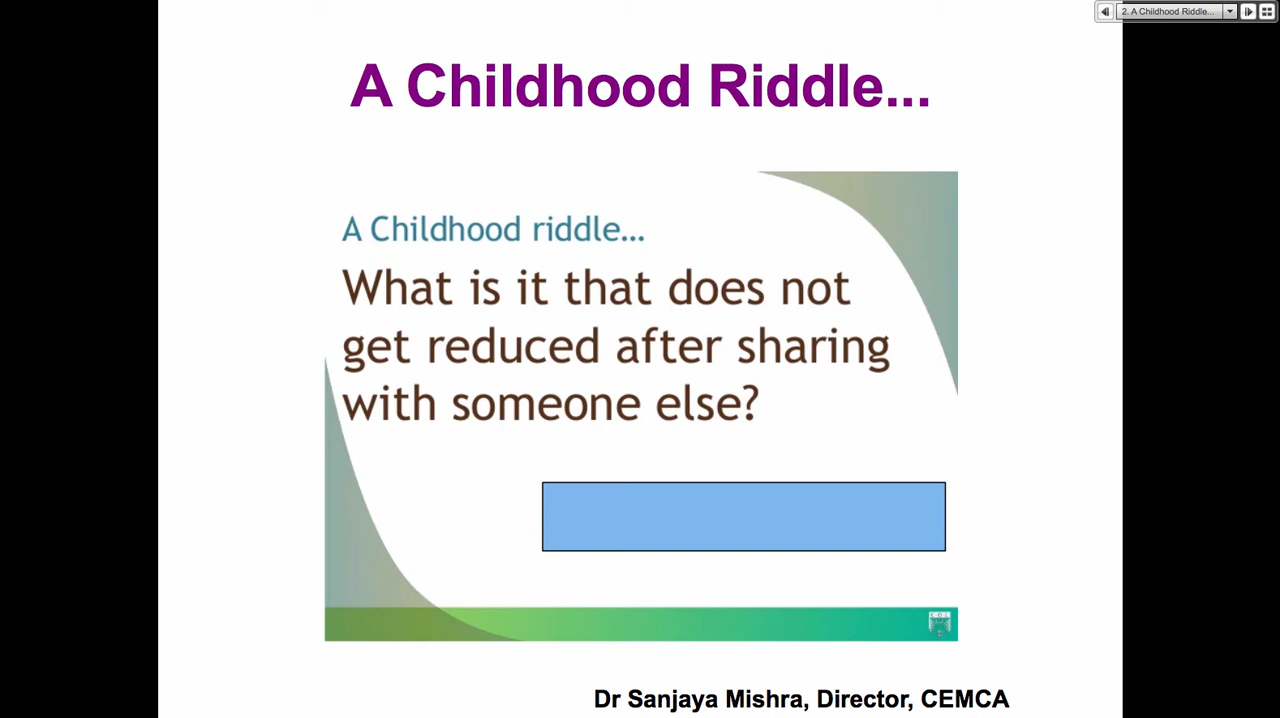 2. A Childhood Riddle...
A Childhood Riddle...
A Childhood riddle...
What is it that does not
get reduced after sharing
with someone else?
COL
Dr Sanjaya Mishra, Director, CEMCA